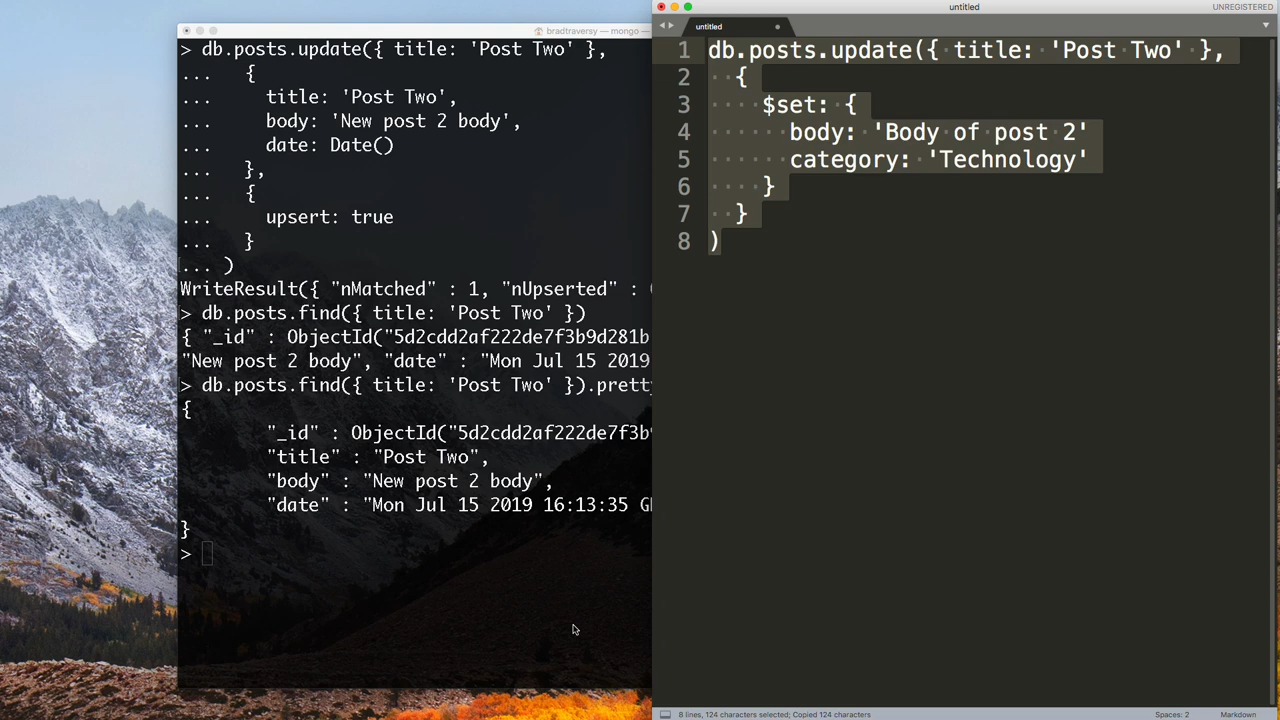 bradtraversy — mongo —
> db.posts.update({ title: 'Post Two' },
... {
... title: 'Post Two',
... body: 'New post 2 body',
... date: Date()
... },
... {
... upsert: true
... }
... )
WriteResult({ "nMatched" : 1, "nUpserted" :
> db.posts.find({ title: 'Post Two' })
{ "_id" : ObjectId("5d2cdd2af222de7f3b9d281b
"New post 2 body", "date" : "Mon Jul 15 2019
> db.posts.find({ title: 'Post Two' }).pretty
{
"_id" : ObjectId("5d2cdd2af222de7f3b9
"title" : "Post Two",
"body" : "New post 2 body",
"date" : "Mon Jul 15 2019 16:13:35 G
}
>
untitled
UNREGISTERED
untitled
1 db.posts.update({ title: 'Post Two' },
2 {
3 $set: {
4 body: 'Body of post 2'
5 category: 'Technology'
6 }
7 }
8 )
8 lines, 124 characters selected; Copied 124 characters
Spaces: 2
Markdown